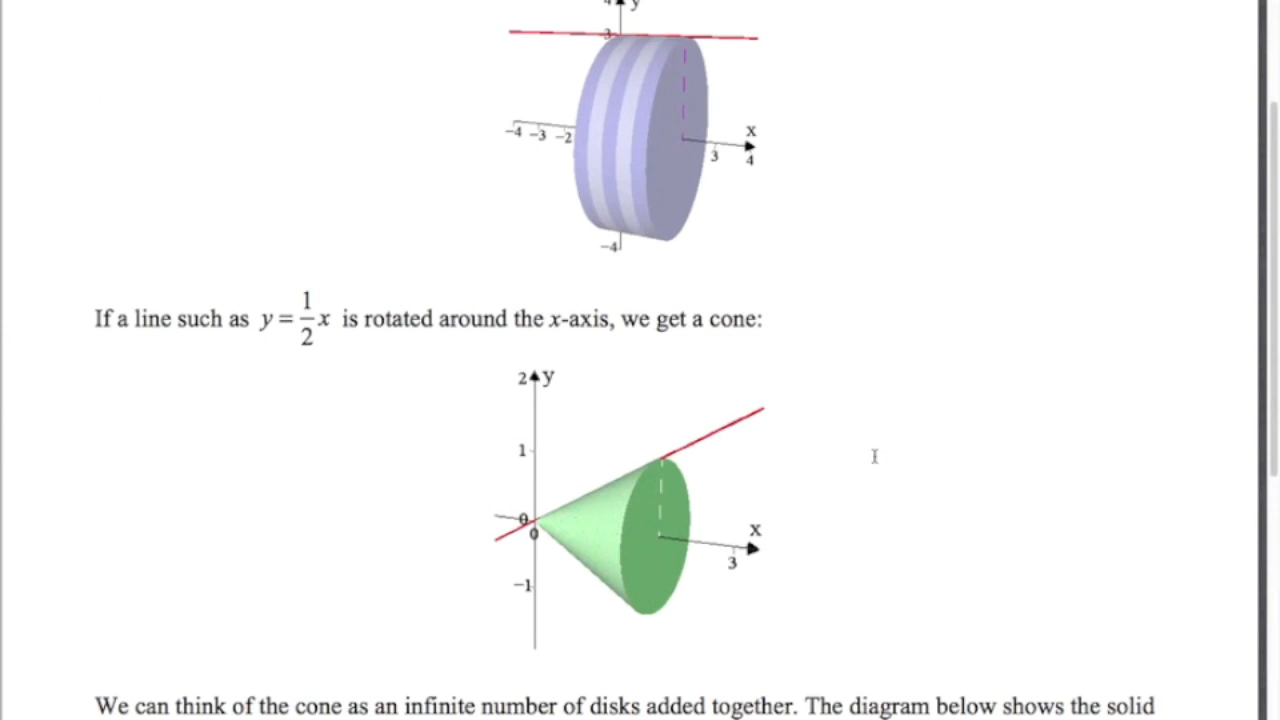 y
3
-4 -3 -2
x
3 4
-4
If a line such as y = 1/2 x is rotated around the x-axis, we get a cone:
2 y
1
0
0
x
3
-1
We can think of the cone as an infinite number of disks added together. The diagram below shows the solid